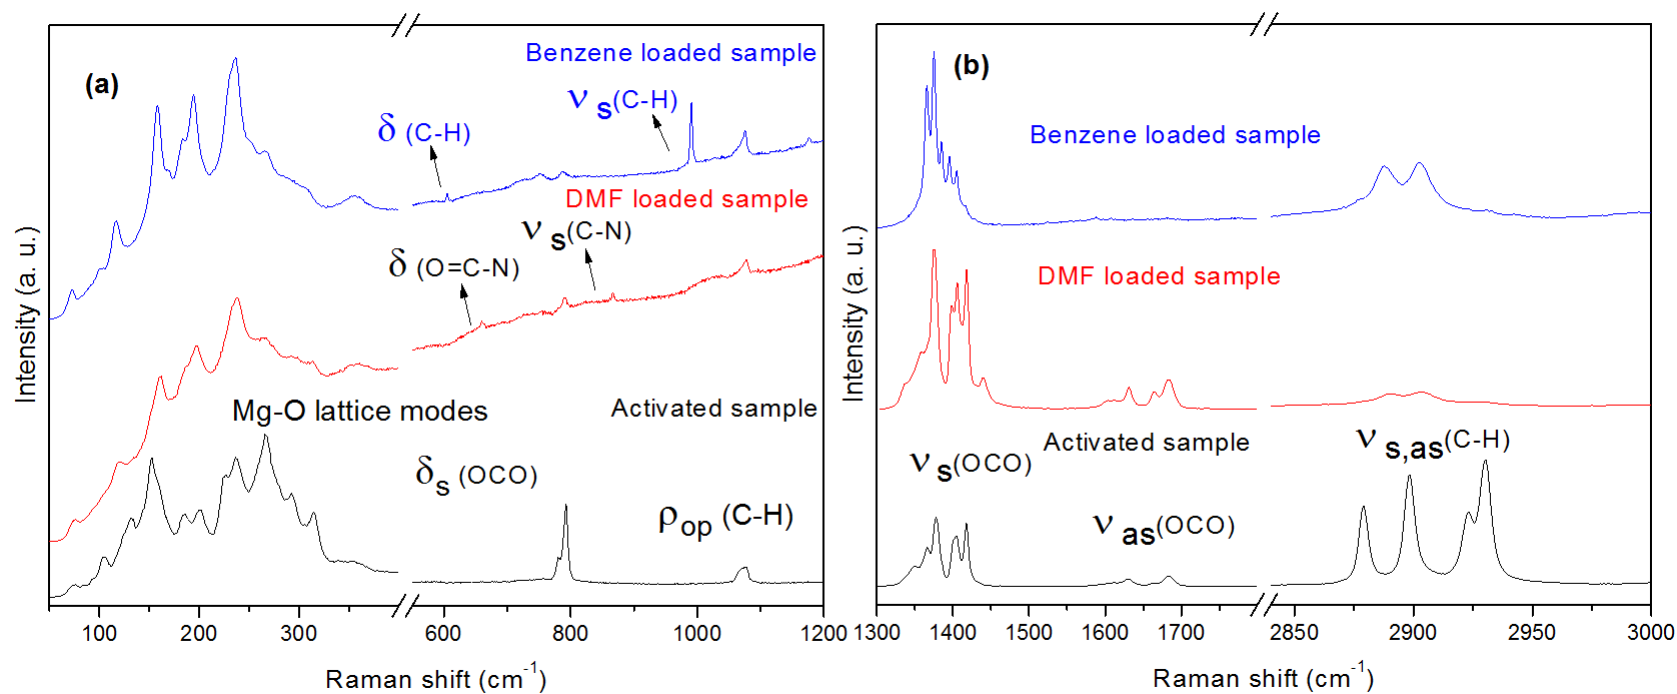 (a)
Benzene loaded sample
ν s(C-H)
δ (C-H)
DMF loaded sample
ν s(C-N)
δ (O=C-N)
Mg-O lattice modes
Activated sample
δs (OCO)
ρop (C-H)
Intensity (a. u.)
100 200 300 600 800 1000 1200
Raman shift (cm-1)
(b)
Benzene loaded sample
DMF loaded sample
Activated sample
ν s,as(C-H)
ν s(OCO)
ν as(OCO)
Intensity (a. u.)
1300 1400 1500 1600 1700 2850 2900 2950 3000
Raman shift (cm-1)